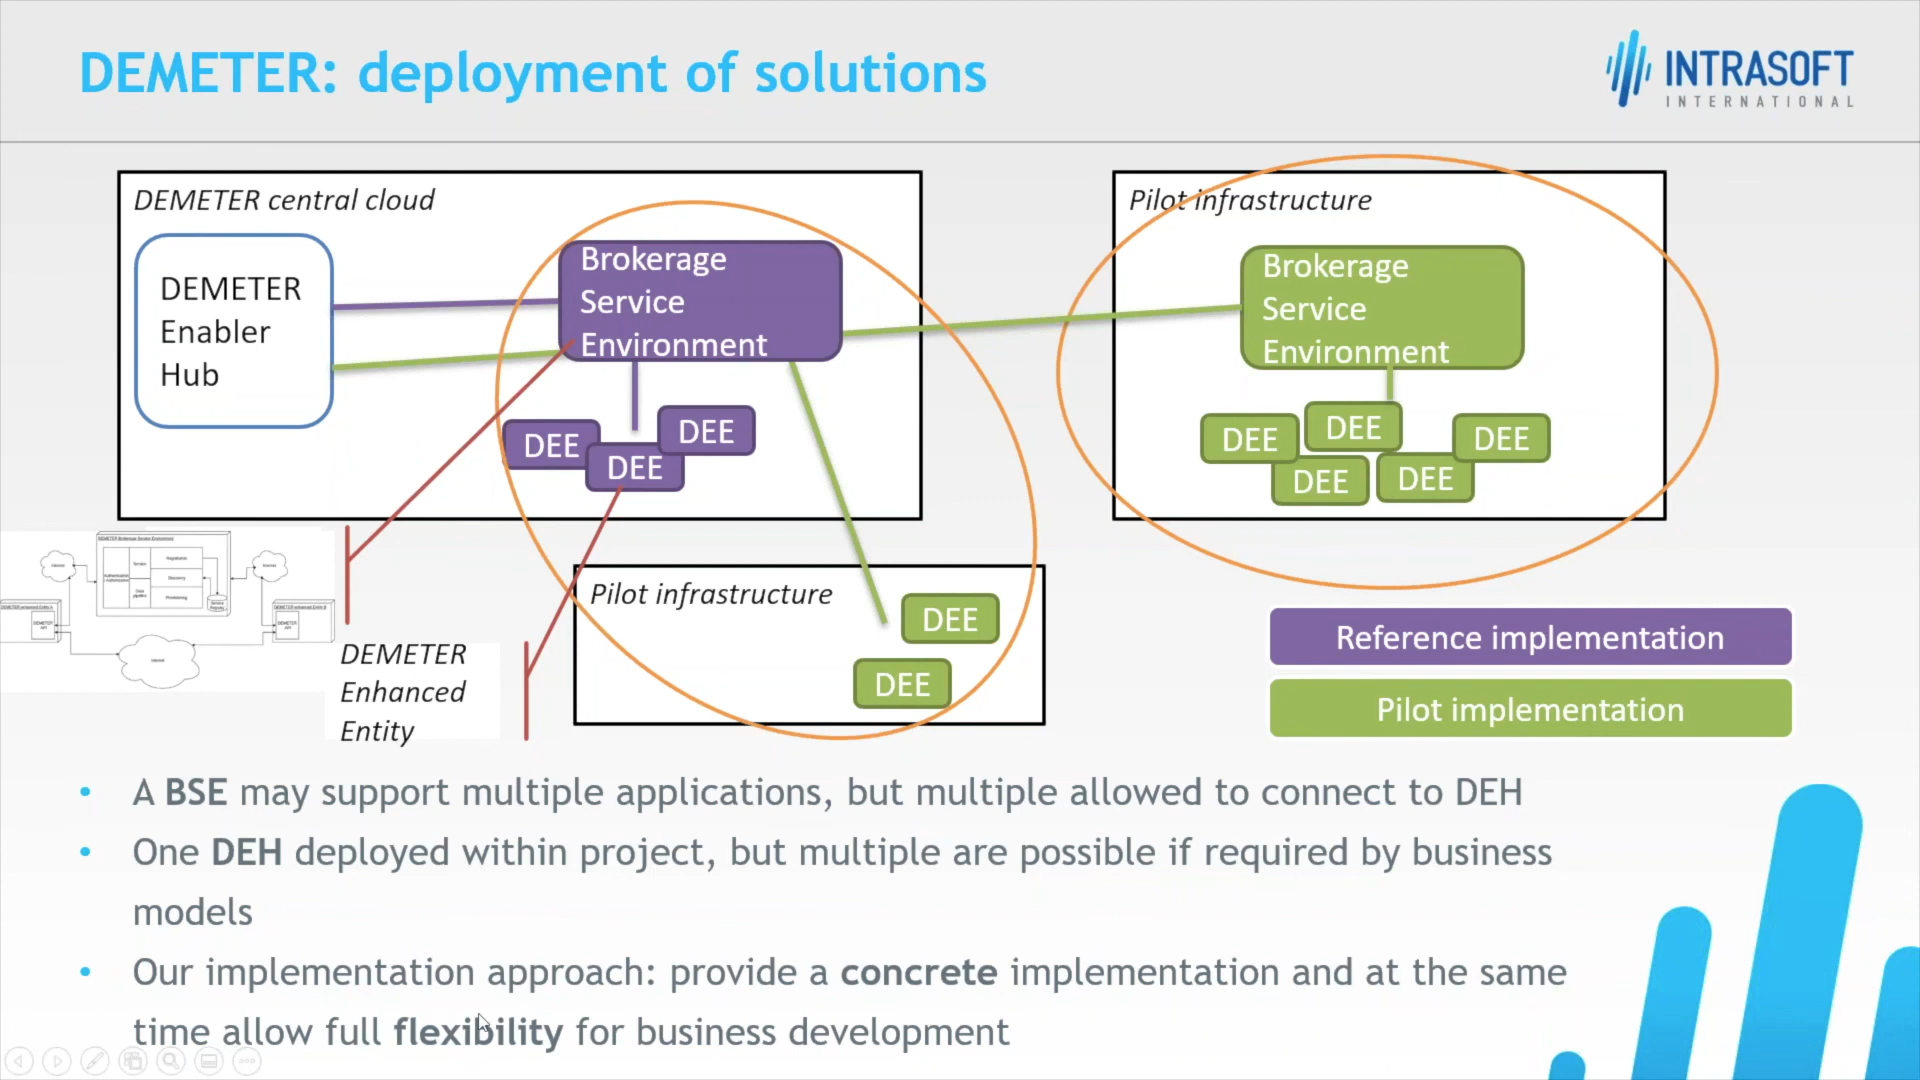 DEMETER: deployment of solutions
INTRASOFT
INTERNATIONAL
DEMETER central cloud
DEMETER
Enabler
Hub
Brokerage
Service
Environment
DEE
DEE
DEE
Pilot infrastructure
Brokerage
Service
Environment
DEE
DEE
DEE
DEE
DEE
Pilot infrastructure
DEE
DEE
DEMETER
Enhanced
Entity
Reference implementation
Pilot implementation
• A BSE may support multiple applications, but multiple allowed to connect to DEH
• One DEH deployed within project, but multiple are possible if required by business
models
• Our implementation approach: provide a concrete implementation and at the same
time allow full flexibility for business development